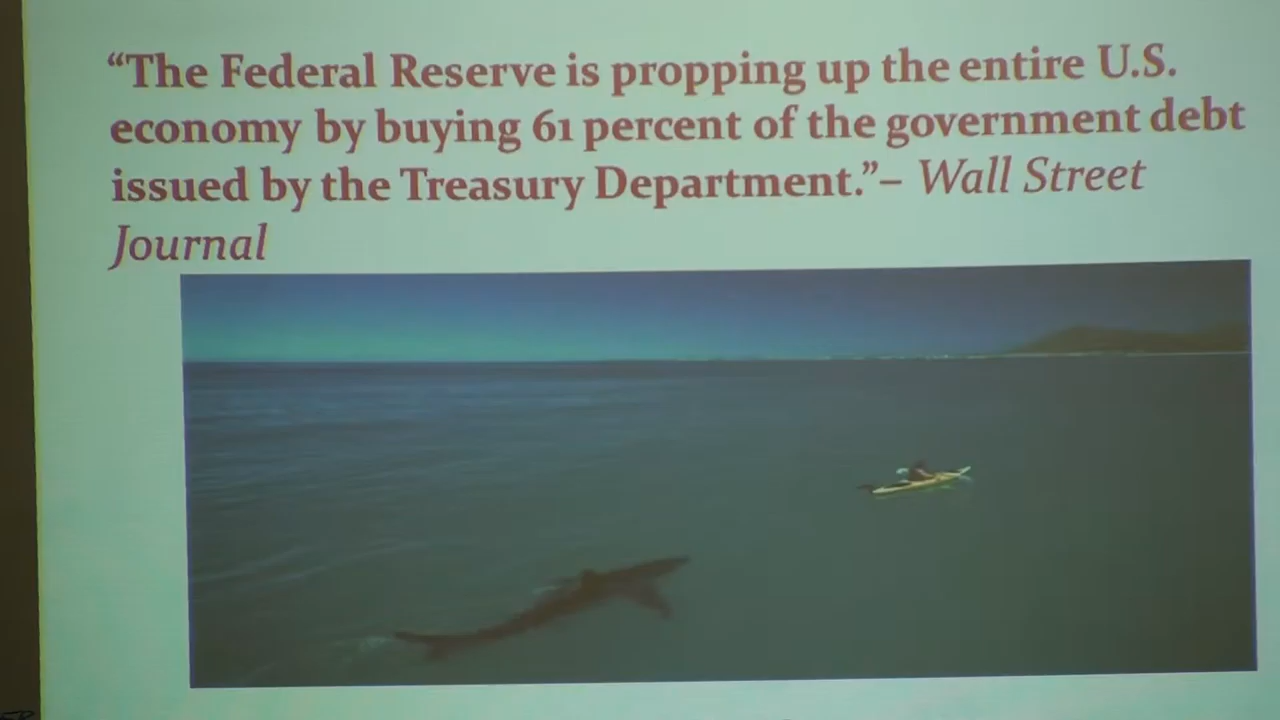 “The Federal Reserve is propping up the entire U.S.
economy by buying 61 percent of the government debt
issued by the Treasury Department.”– Wall Street
Journal